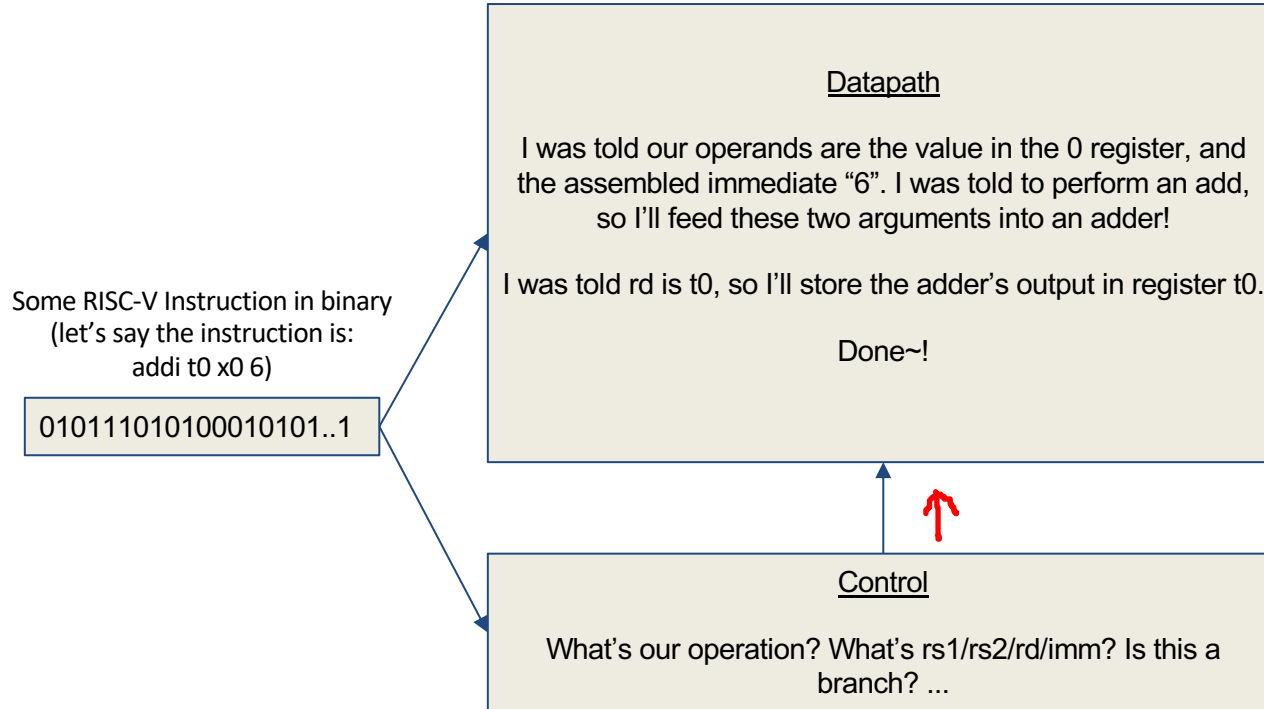 Datapath
I was told our operands are the value in the 0 register, and
the assembled immediate “6”. I was told to perform an add,
so I’ll feed these two arguments into an adder!
I was told rd is t0, so I’ll store the adder’s output in register t0.
Done~!
Some RISC-V Instruction in binary
(let’s say the instruction is:
addi t0 x0 6)
010111010100010101..1
Control
What’s our operation? What’s rs1/rs2/rd/imm? Is this a
branch? ...